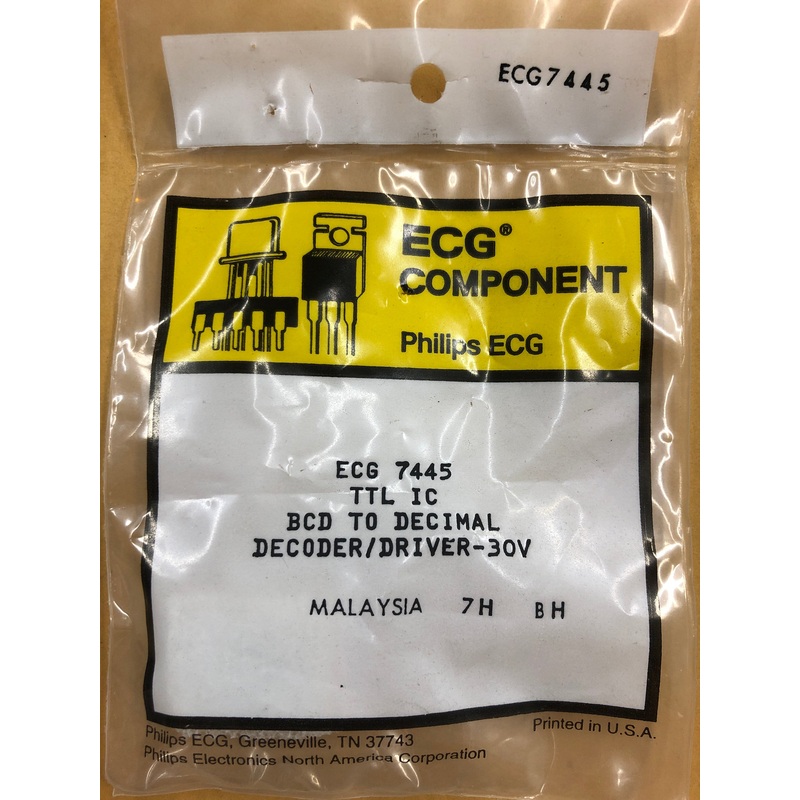 ECG7445
ECG®
COMPONENT
Philips ECG
ECG 7445
TTL IC
BCD TO DECIMAL
DECODER/DRIVER-30V
MALAYSIA 7H BH
Philips ECG, Greeneville, TN 37743
Printed in U.S.A.
Philips Electronics North America Corporation